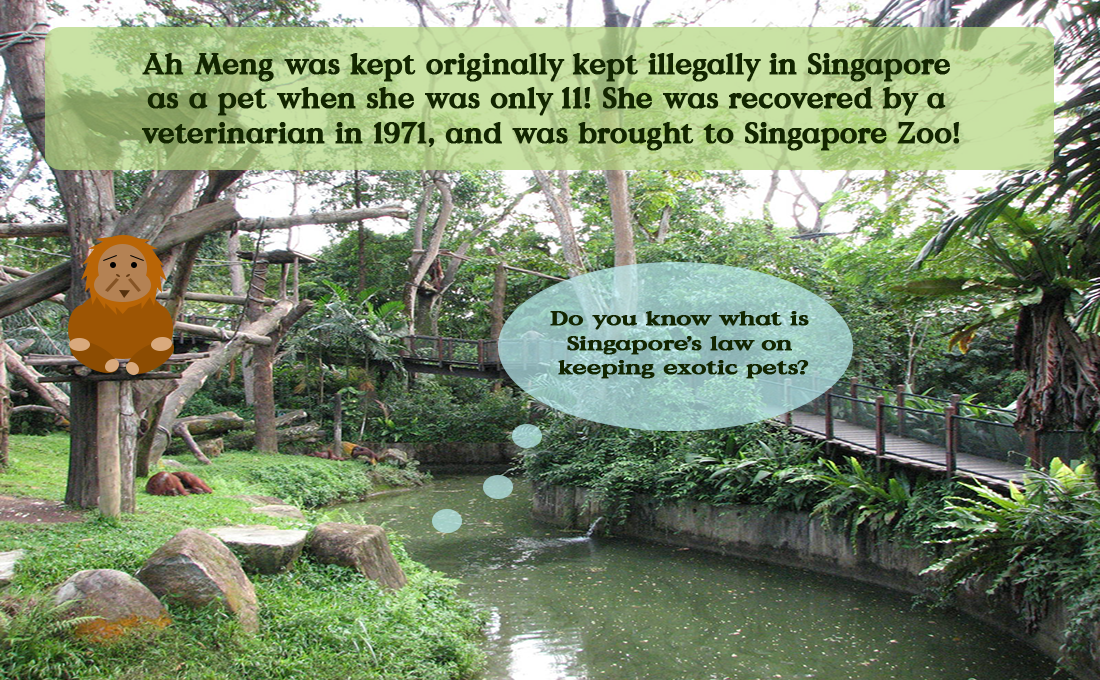 Ah Meng was kept originally kept illegally in Singapore
as a pet when she was only 11! She was recovered by a
veterinarian in 1971, and was brought to Singapore Zoo!
Do you know what is
Singapore's law on
keeping exotic pets?